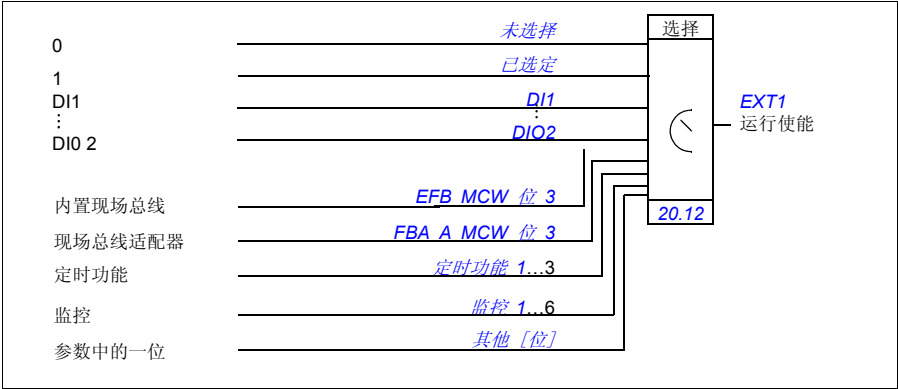 0 未选择 选择
1 已选定
DI1 DI1 EXT1
⋮ ⋮ 运行使能
DI0 2 DIO2
内置现场总线 EFB MCW 位 3
20.12
现场总线适配器 FBA A MCW 位 3
定时功能 定时功能 1…3
监控 监控 1…6
参数中的一位 其他 [位]